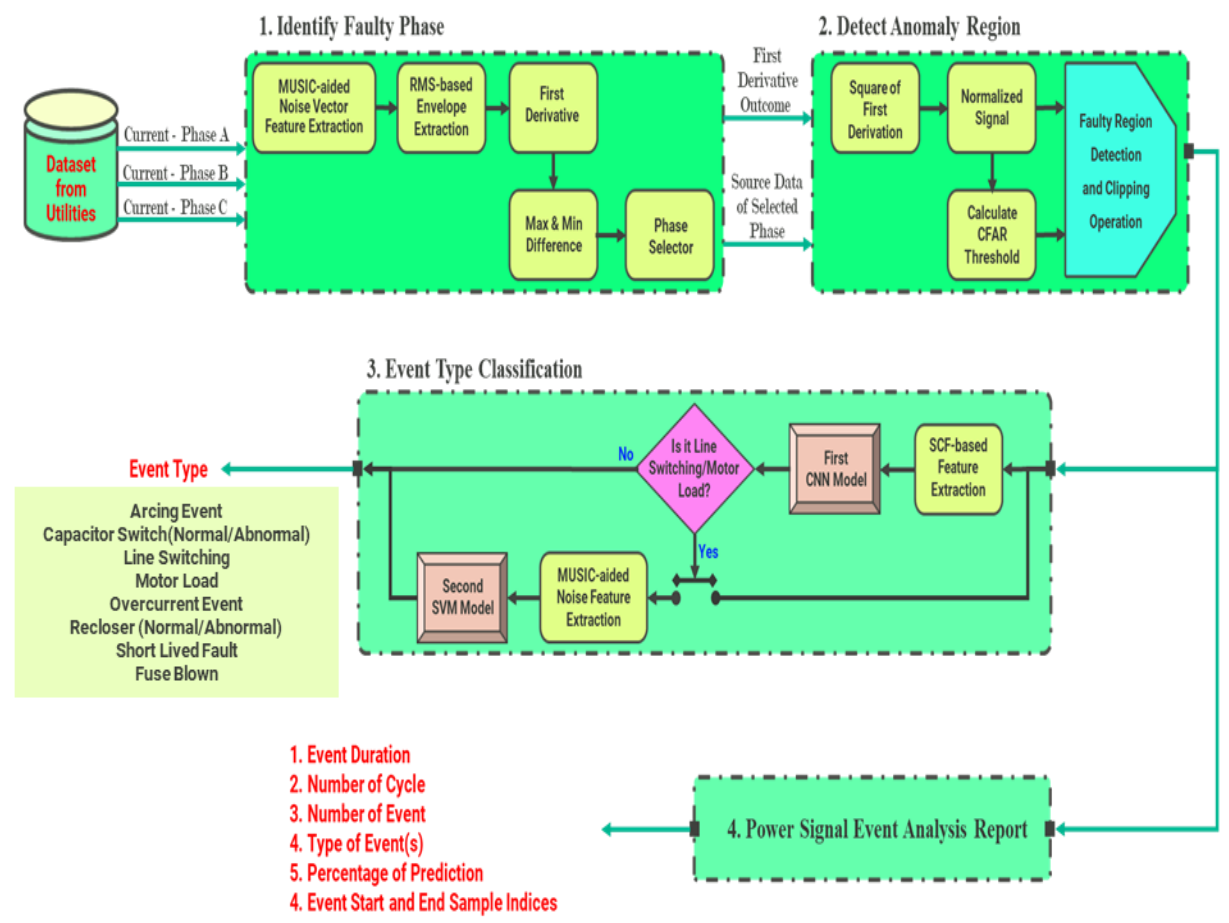 1. Identify Faulty Phase
2. Detect Anomaly Region
Dataset
from
Utilities
Current - Phase A
Current - Phase B
Current - Phase C
MUSIC-aided
Noise Vector
Feature Extraction
RMS-based
Envelope
Extraction
First
Derivative
Max & Min
Difference
Phase
Selector
First
Derivative
Outcome
Source Data
of Selected
Phase
Square of
First
Derivation
Normalized
Signal
Calculate
CFAR
Threshold
Faulty Region
Detection
and Clipping
Operation
3. Event Type Classification
SCF-based
Feature
Extraction
First
CNN Model
Is it Line
Switching/Motor
Load?
No
Yes
MUSIC-aided
Noise Feature
Extraction
Second
SVM Model
Event Type
Arcing Event
Capacitor Switch(Normal/Abnormal)
Line Switching
Motor Load
Overcurrent Event
Recloser (Normal/Abnormal)
Short Lived Fault
Fuse Blown
4. Power Signal Event Analysis Report
1. Event Duration
2. Number of Cycle
3. Number of Event
4. Type of Event(s)
5. Percentage of Prediction
4. Event Start and End Sample Indices